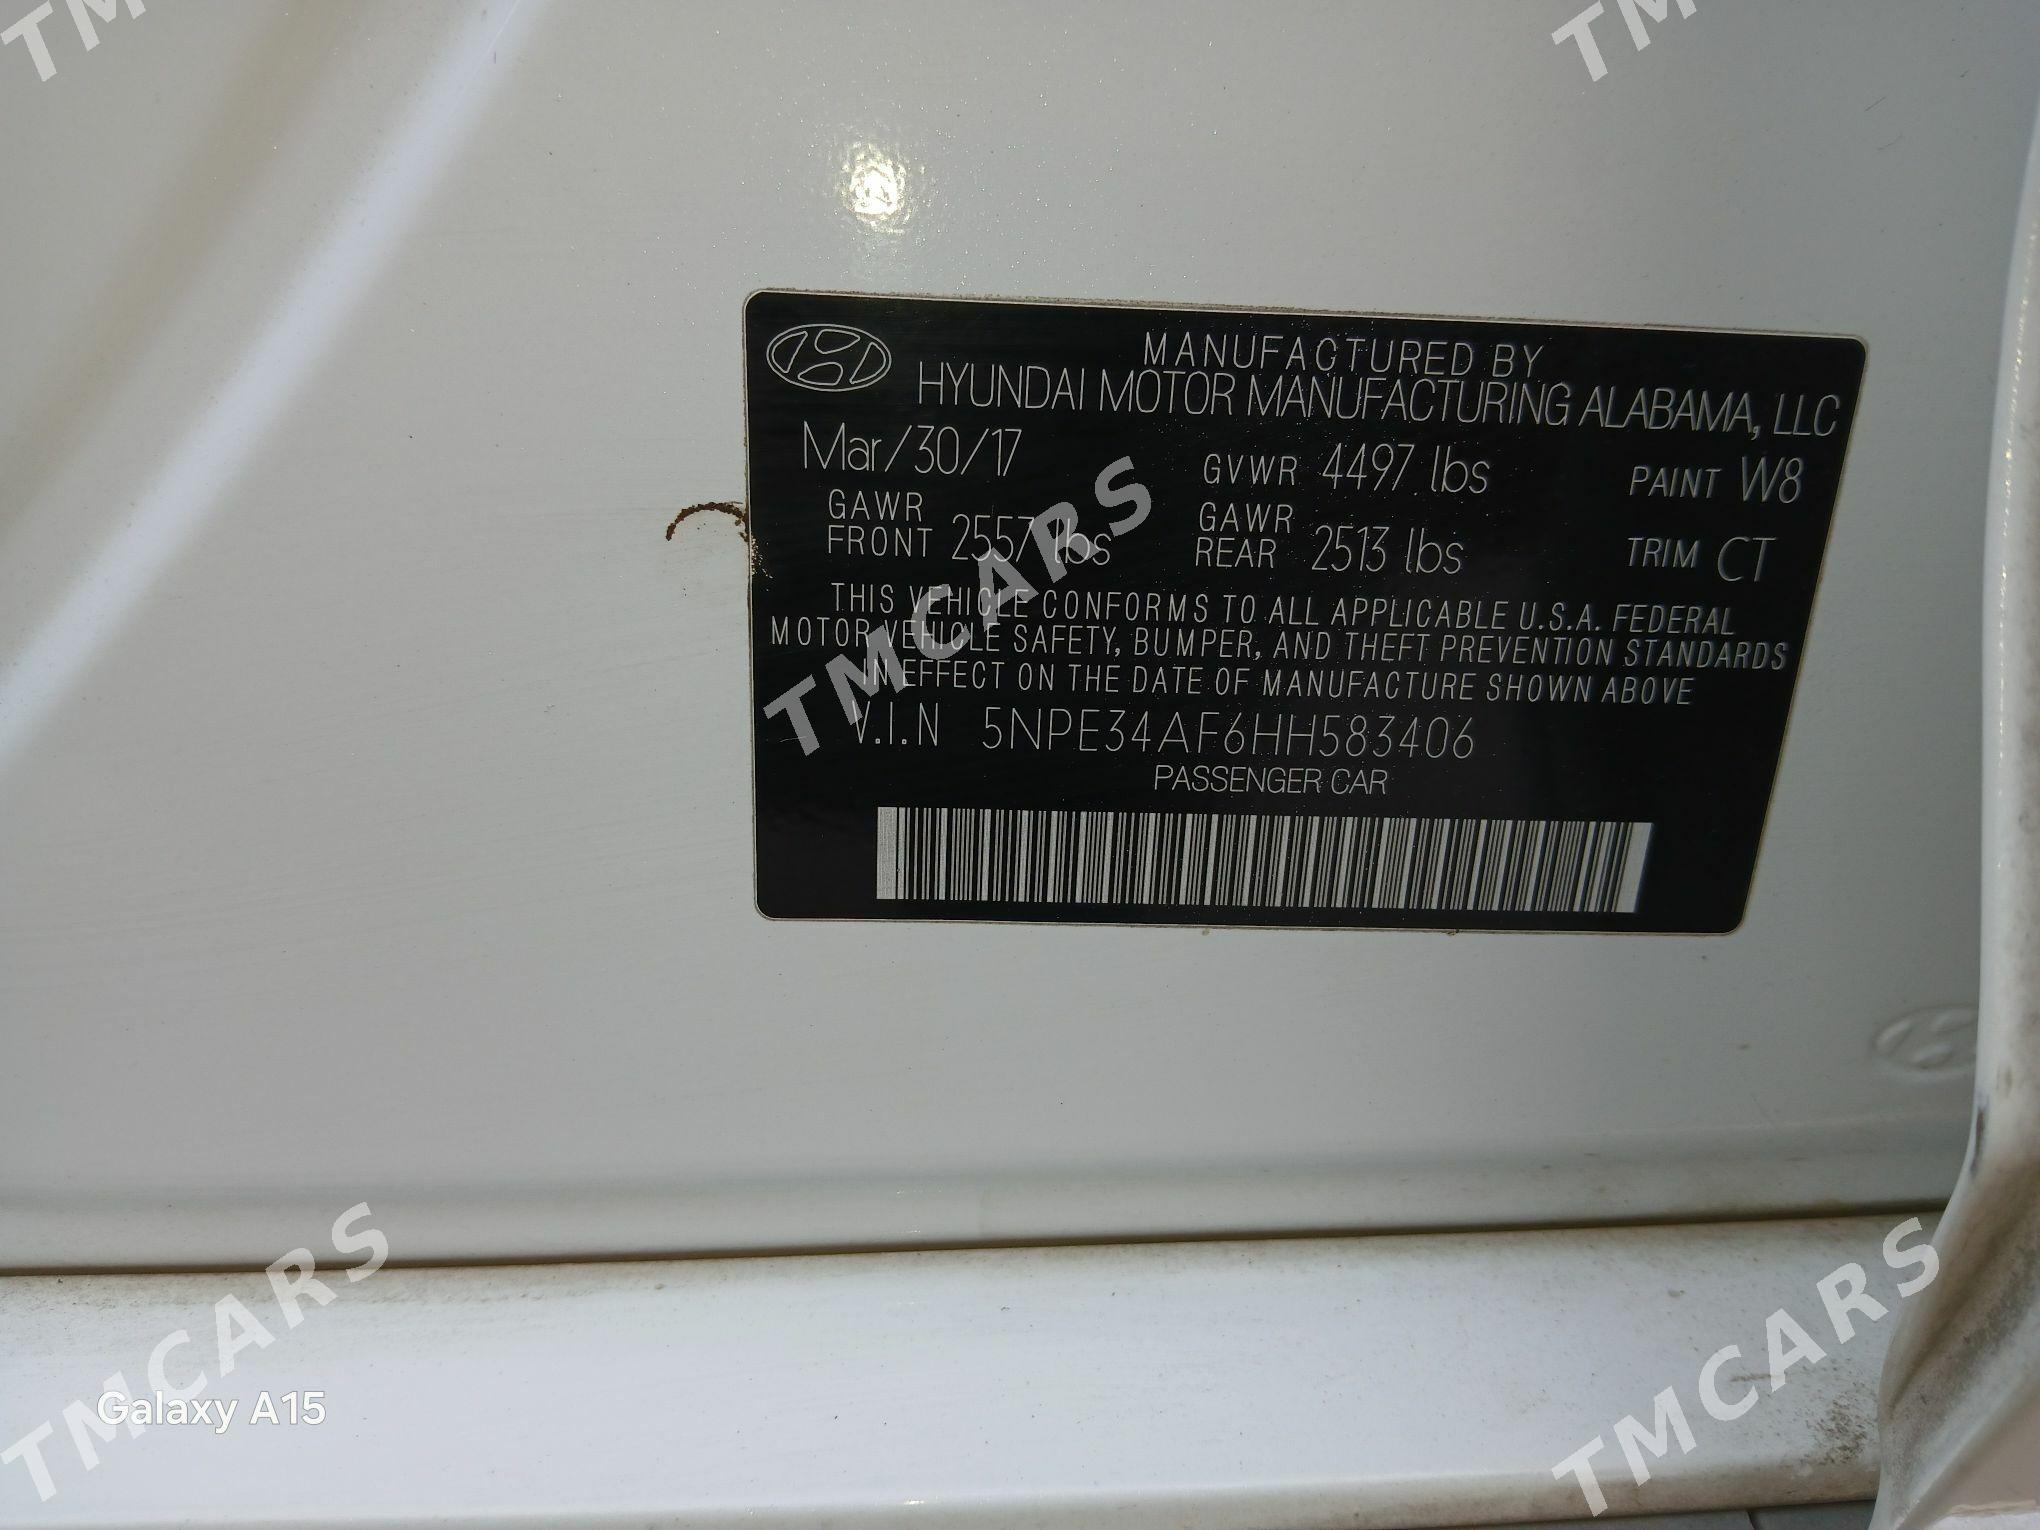 TM
TM
MANUFACTURED BY
HYUNDAI MOTOR MANUFACTURING ALABAMA, LLC
Mar/30/17 GVWR 4497 lbs PAINT W8
GAWR FRONT 2557 lbs GAWR REAR 2513 lbs TRIM CT
THIS VEHICLE CONFORMS TO ALL APPLICABLE U.S.A. FEDERAL
MOTOR VEHICLE SAFETY, BUMPER, AND THEFT PREVENTION STANDARDS
IN EFFECT ON THE DATE OF MANUFACTURE SHOWN ABOVE
V.I.N 5NPE34AF6HH583406
PASSENGER CAR
TMCARS
TMCARS
TMCARS
Galaxy A15